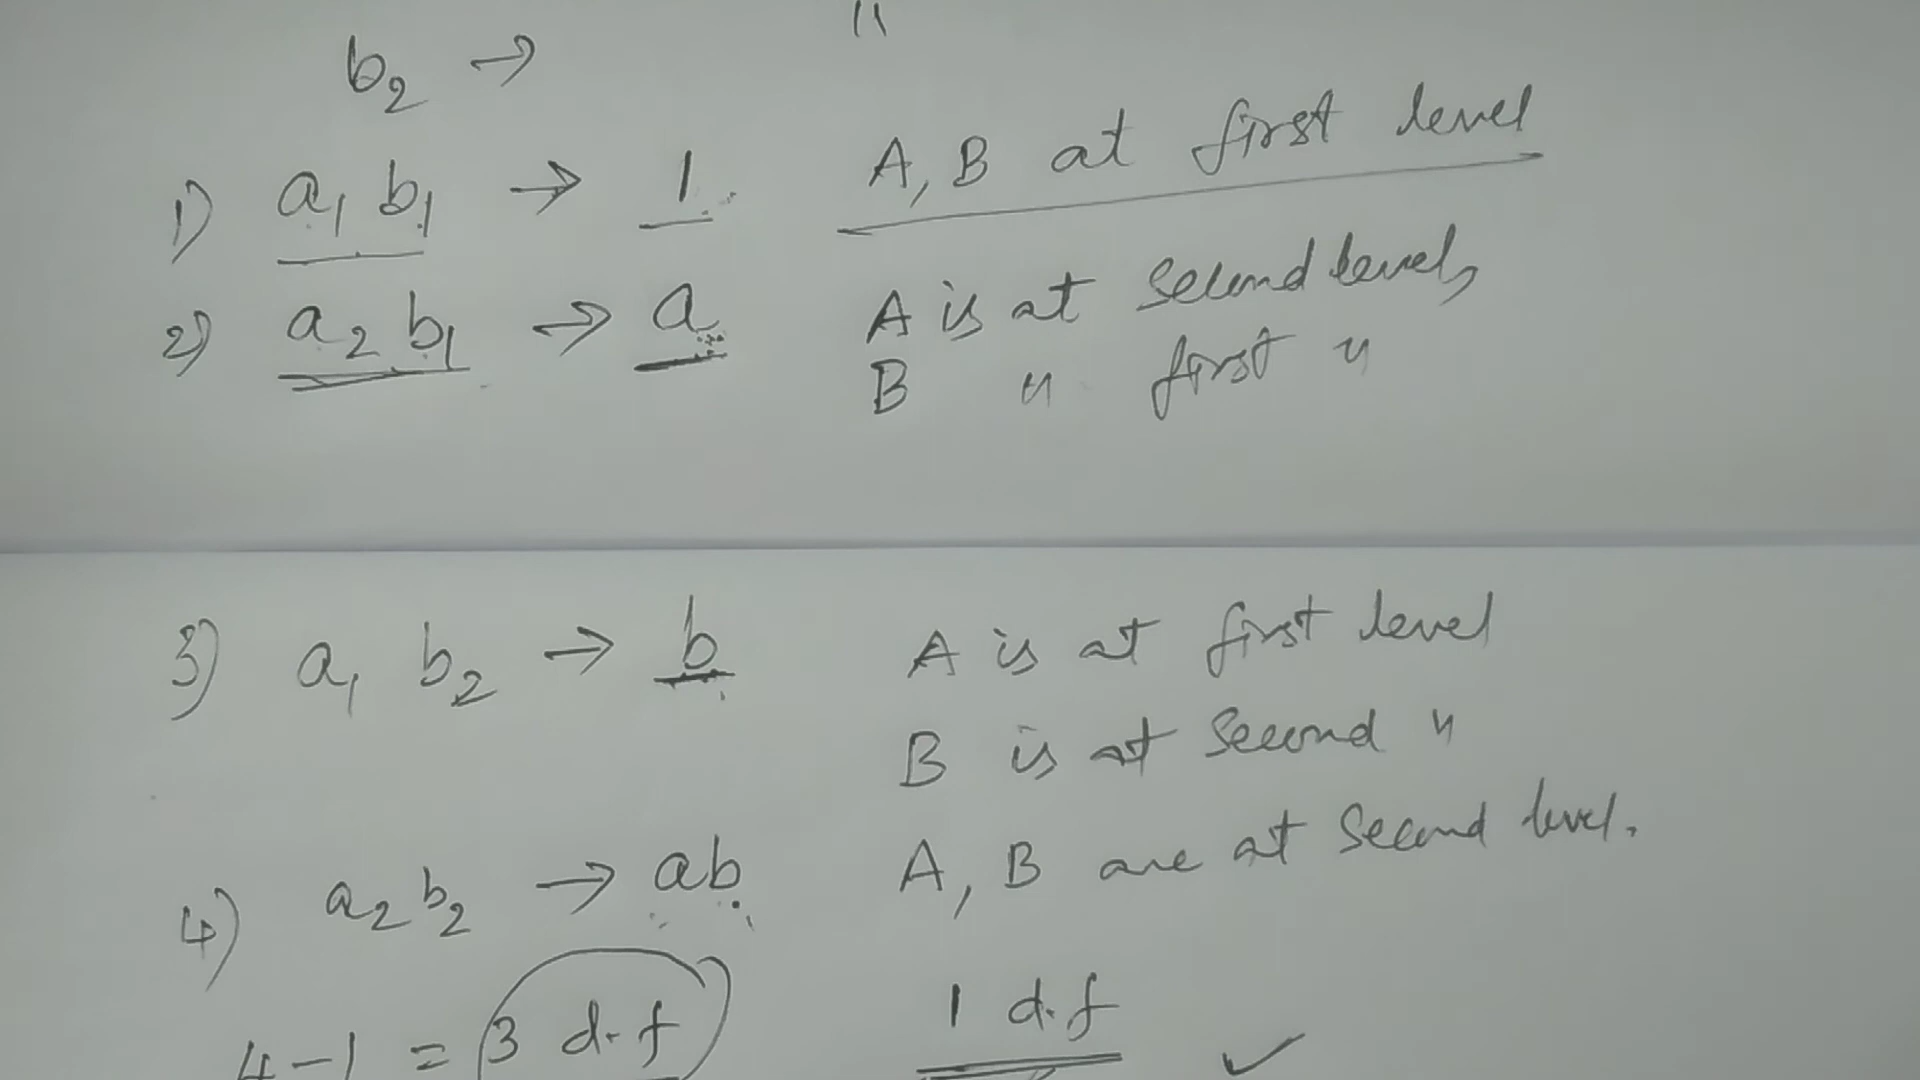 b₂ →
1) a₁ b₁ → 1 A, B at first level
2) a₂ b₁ → a A is at second level,
B " first "
3) a₁ b₂ → b A is at first level
B is at second "
4) a₂ b₂ → ab A, B are at second level.
4-1 = 3 d.f 1 d.f ✓